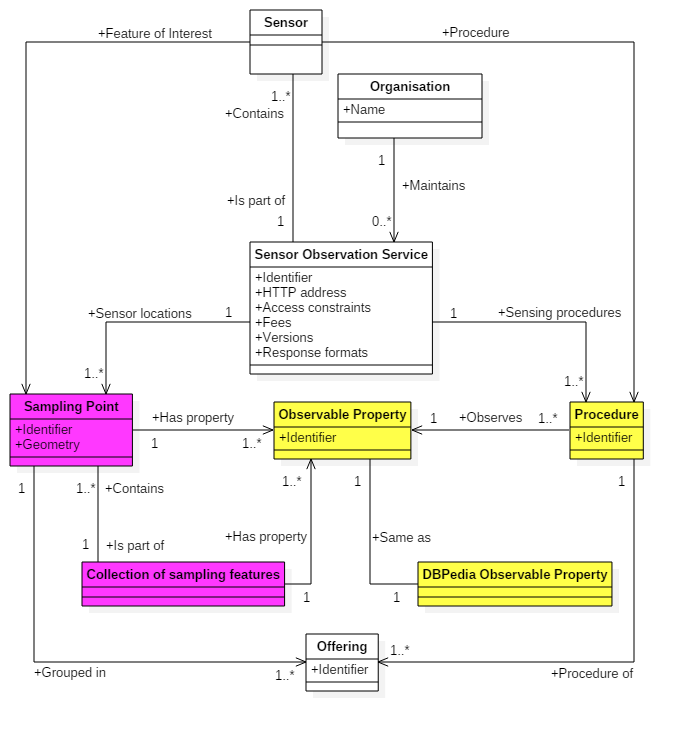 Sensor
+Feature of Interest
+Procedure
1..*
+Contains
Organisation
+Name
1
+Maintains
+Is part of
1
0..*
Sensor Observation Service
+Identifier
+HTTP address
+Access constraints
+Fees
+Versions
+Response formats
+Sensor locations
1
1
+Sensing procedures
1..*
1..*
Sampling Point
+Identifier
+Geometry
+Has property
1
1..*
Observable Property
+Identifier
1
+Observes
1..*
Procedure
+Identifier
1
1..*
+Contains
1
+Is part of
1..*
+Has property
1
1
+Same as
1
Collection of sampling features
1
DBPedia Observable Property
Offering
+Identifier
1..*
+Grouped in
1..*
+Procedure of